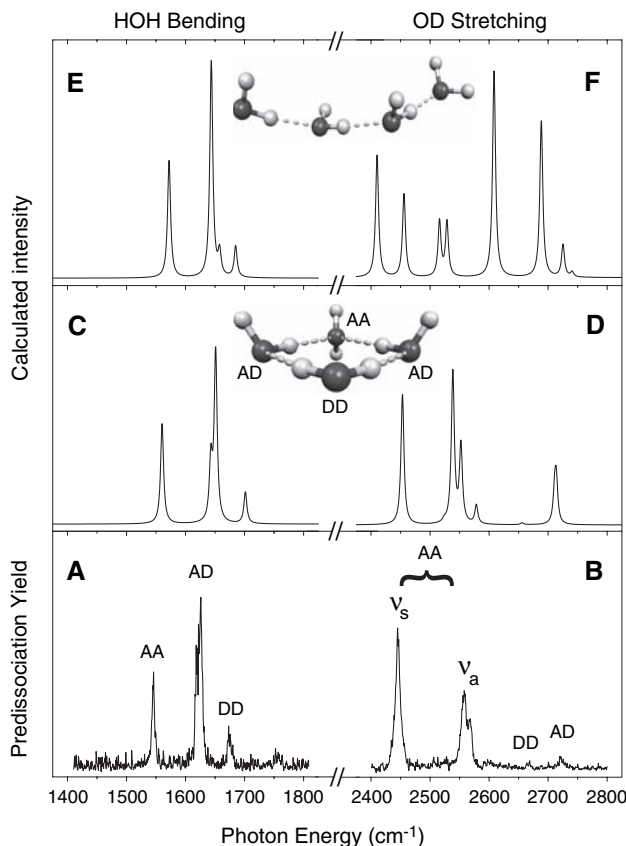 HOH Bending
OD Stretching
E
F
Calculated intensity
C
D
AA
AD
DD
AD
A
B
AA
AD
DD
AA
νs
νa
DD
AD
Predissociation Yield
1400 1500 1600 1700 1800 2400 2500 2600 2700 2800
Photon Energy (cm⁻¹)